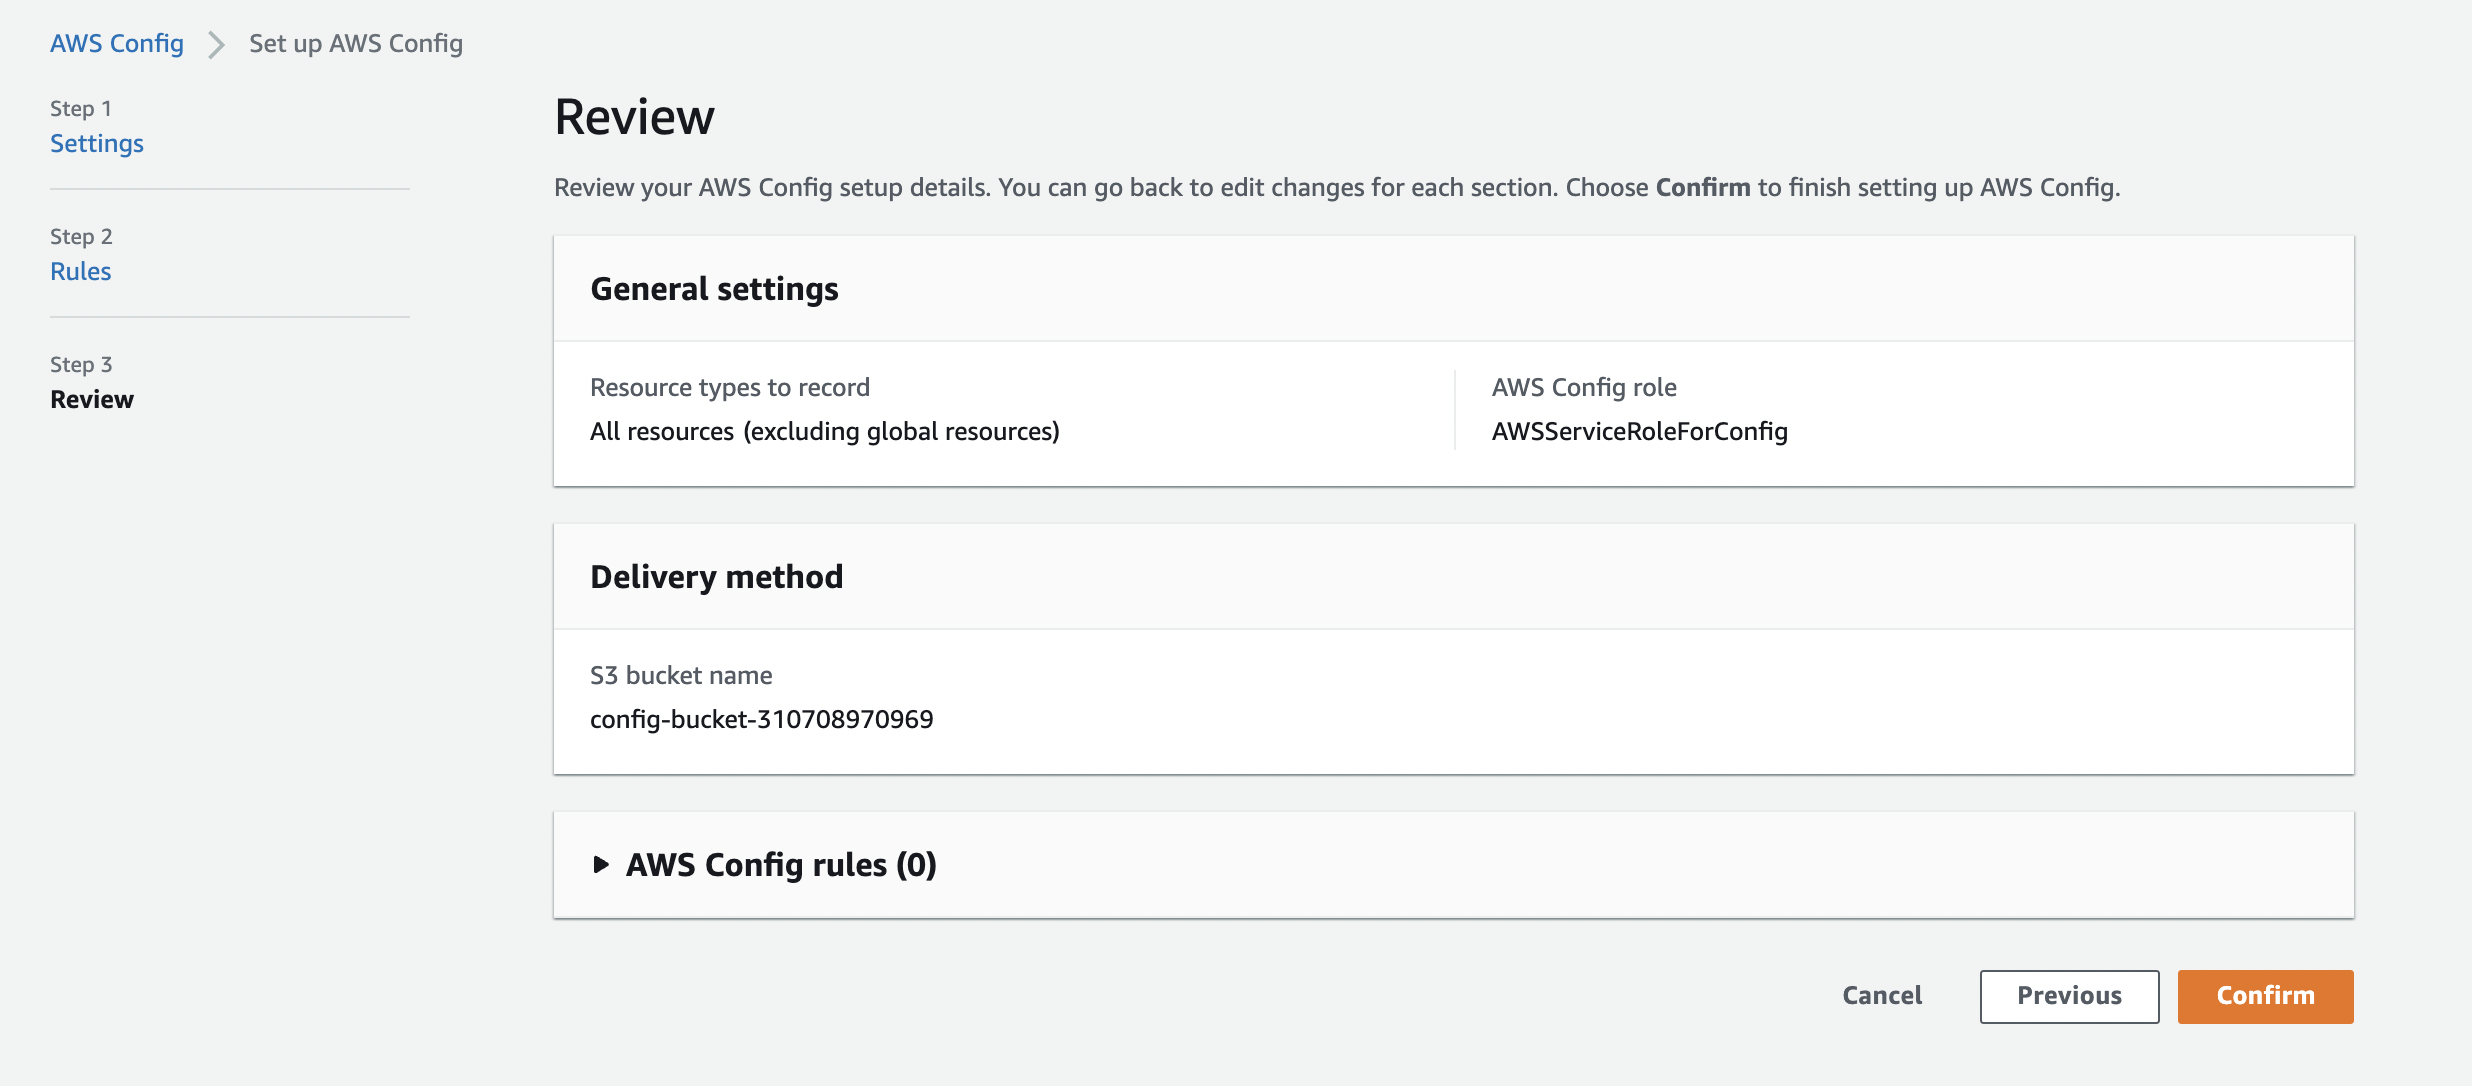 AWS Config > Set up AWS Config
Step 1
Settings
Step 2
Rules
Step 3
Review
Review
Review your AWS Config setup details. You can go back to edit changes for each section. Choose Confirm to finish setting up AWS Config.
General settings
Resource types to record
All resources (excluding global resources)
AWS Config role
AWSServiceRoleForConfig
Delivery method
S3 bucket name
config-bucket-310708970969
AWS Config rules (0)
Cancel Previous Confirm